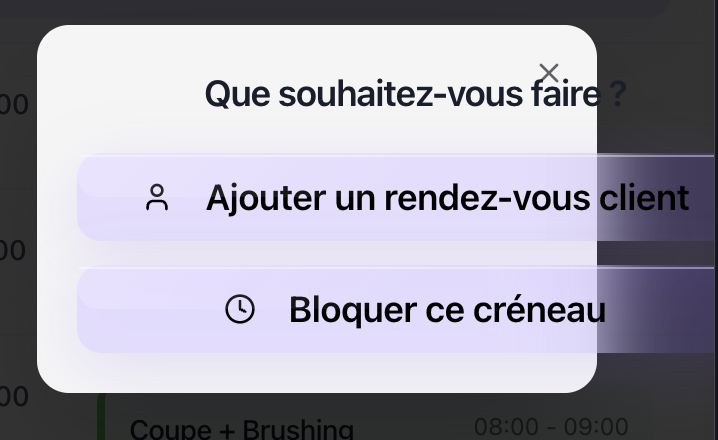 Que souhaitez-vous faire ?
00
Ajouter un rendez-vous client
00
Bloquer ce créneau
00
Coupe + Brushing
08:00 - 09:00